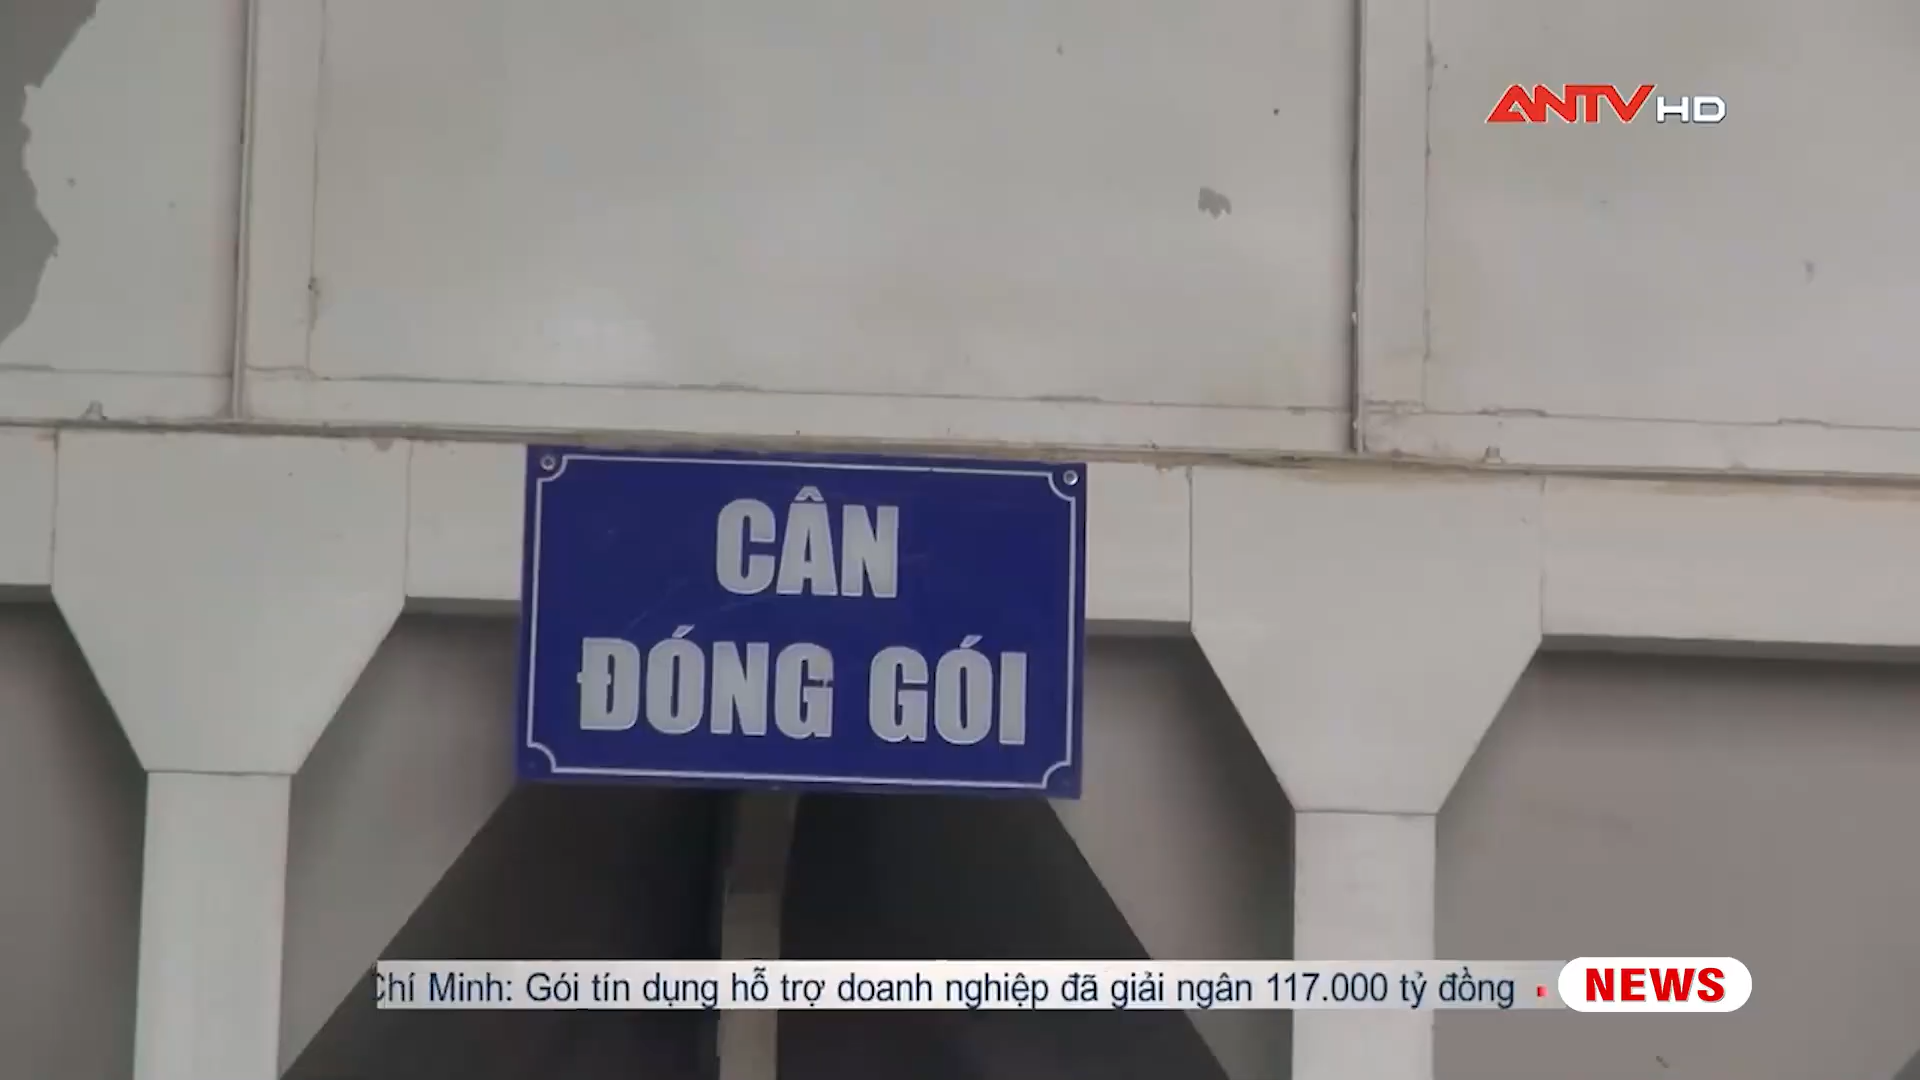 ANTV HD
CÂN
ĐÓNG GÓI
Chí Minh: Gói tín dụng hỗ trợ doanh nghiệp đã giải ngân 117.000 tỷ đồng
NEWS